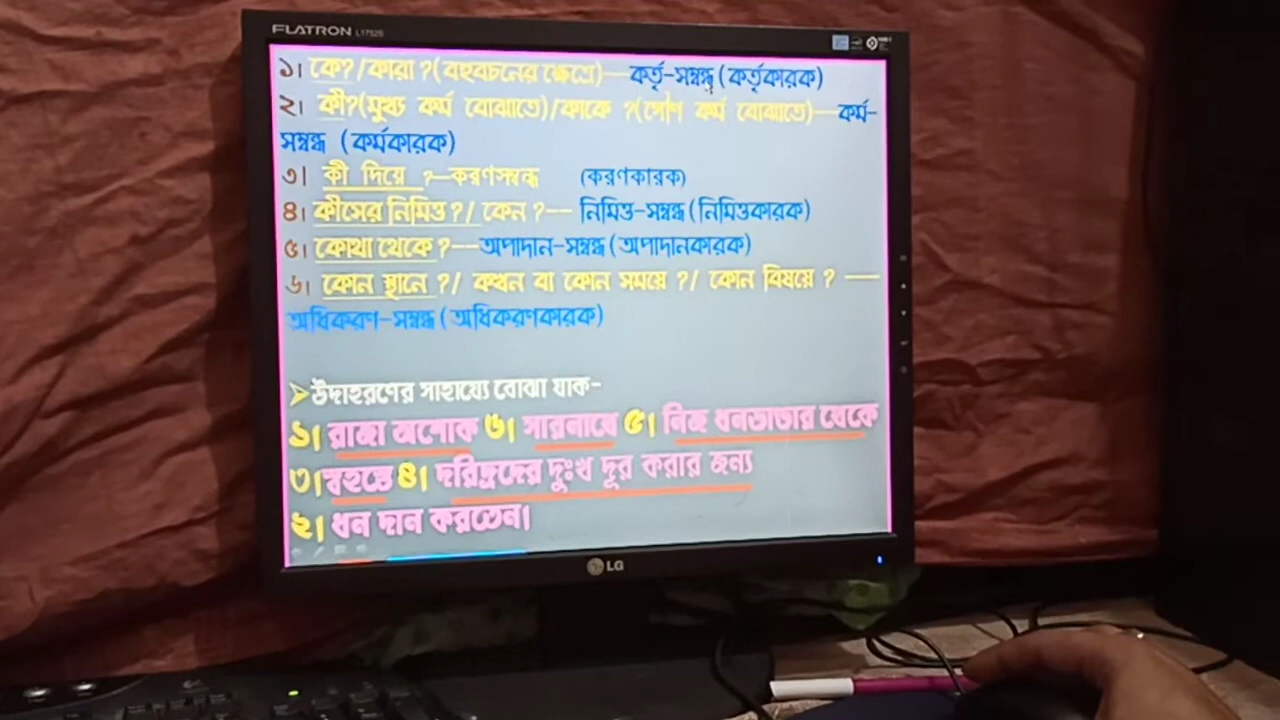 FLATRON L1752S
১। কে?/কারা ?(বহুবচনের ক্ষেত্রে)—কর্তৃ-সম্বন্ধ (কর্তৃকারক)
২। কী?(মুখ্য কর্ম বোঝাতে)/কাকে ?(গৌণ কর্ম বোঝাতে)—কর্ম-
সম্বন্ধ (কর্মকারক)
৩। কী দিয়ে ?—করণসম্বন্ধ (করণকারক)
৪। কীসের নিমিত্ত ?/ কেন ?— নিমিত্ত-সম্বন্ধ (নিমিত্তকারক)
৫। কোথা থেকে ?—অপাদান-সম্বন্ধ (অপাদানকারক)
৬। কোন স্থানে ?/ কখন বা কোন সময়ে ?/ কোন বিষয়ে ? —
অধিকরণ-সম্বন্ধ (অধিকরণকারক)
➤উদাহরণের সাহায্যে বোঝা যাক-
১। রাজা অশোক ৬। সারনাথে ৫। নিজ ধনভান্ডার থেকে
৩।স্বহস্তে ৪। দরিদ্রদের দুঃখ দূর করার জন্য
২। ধন দান করতেন।
LG